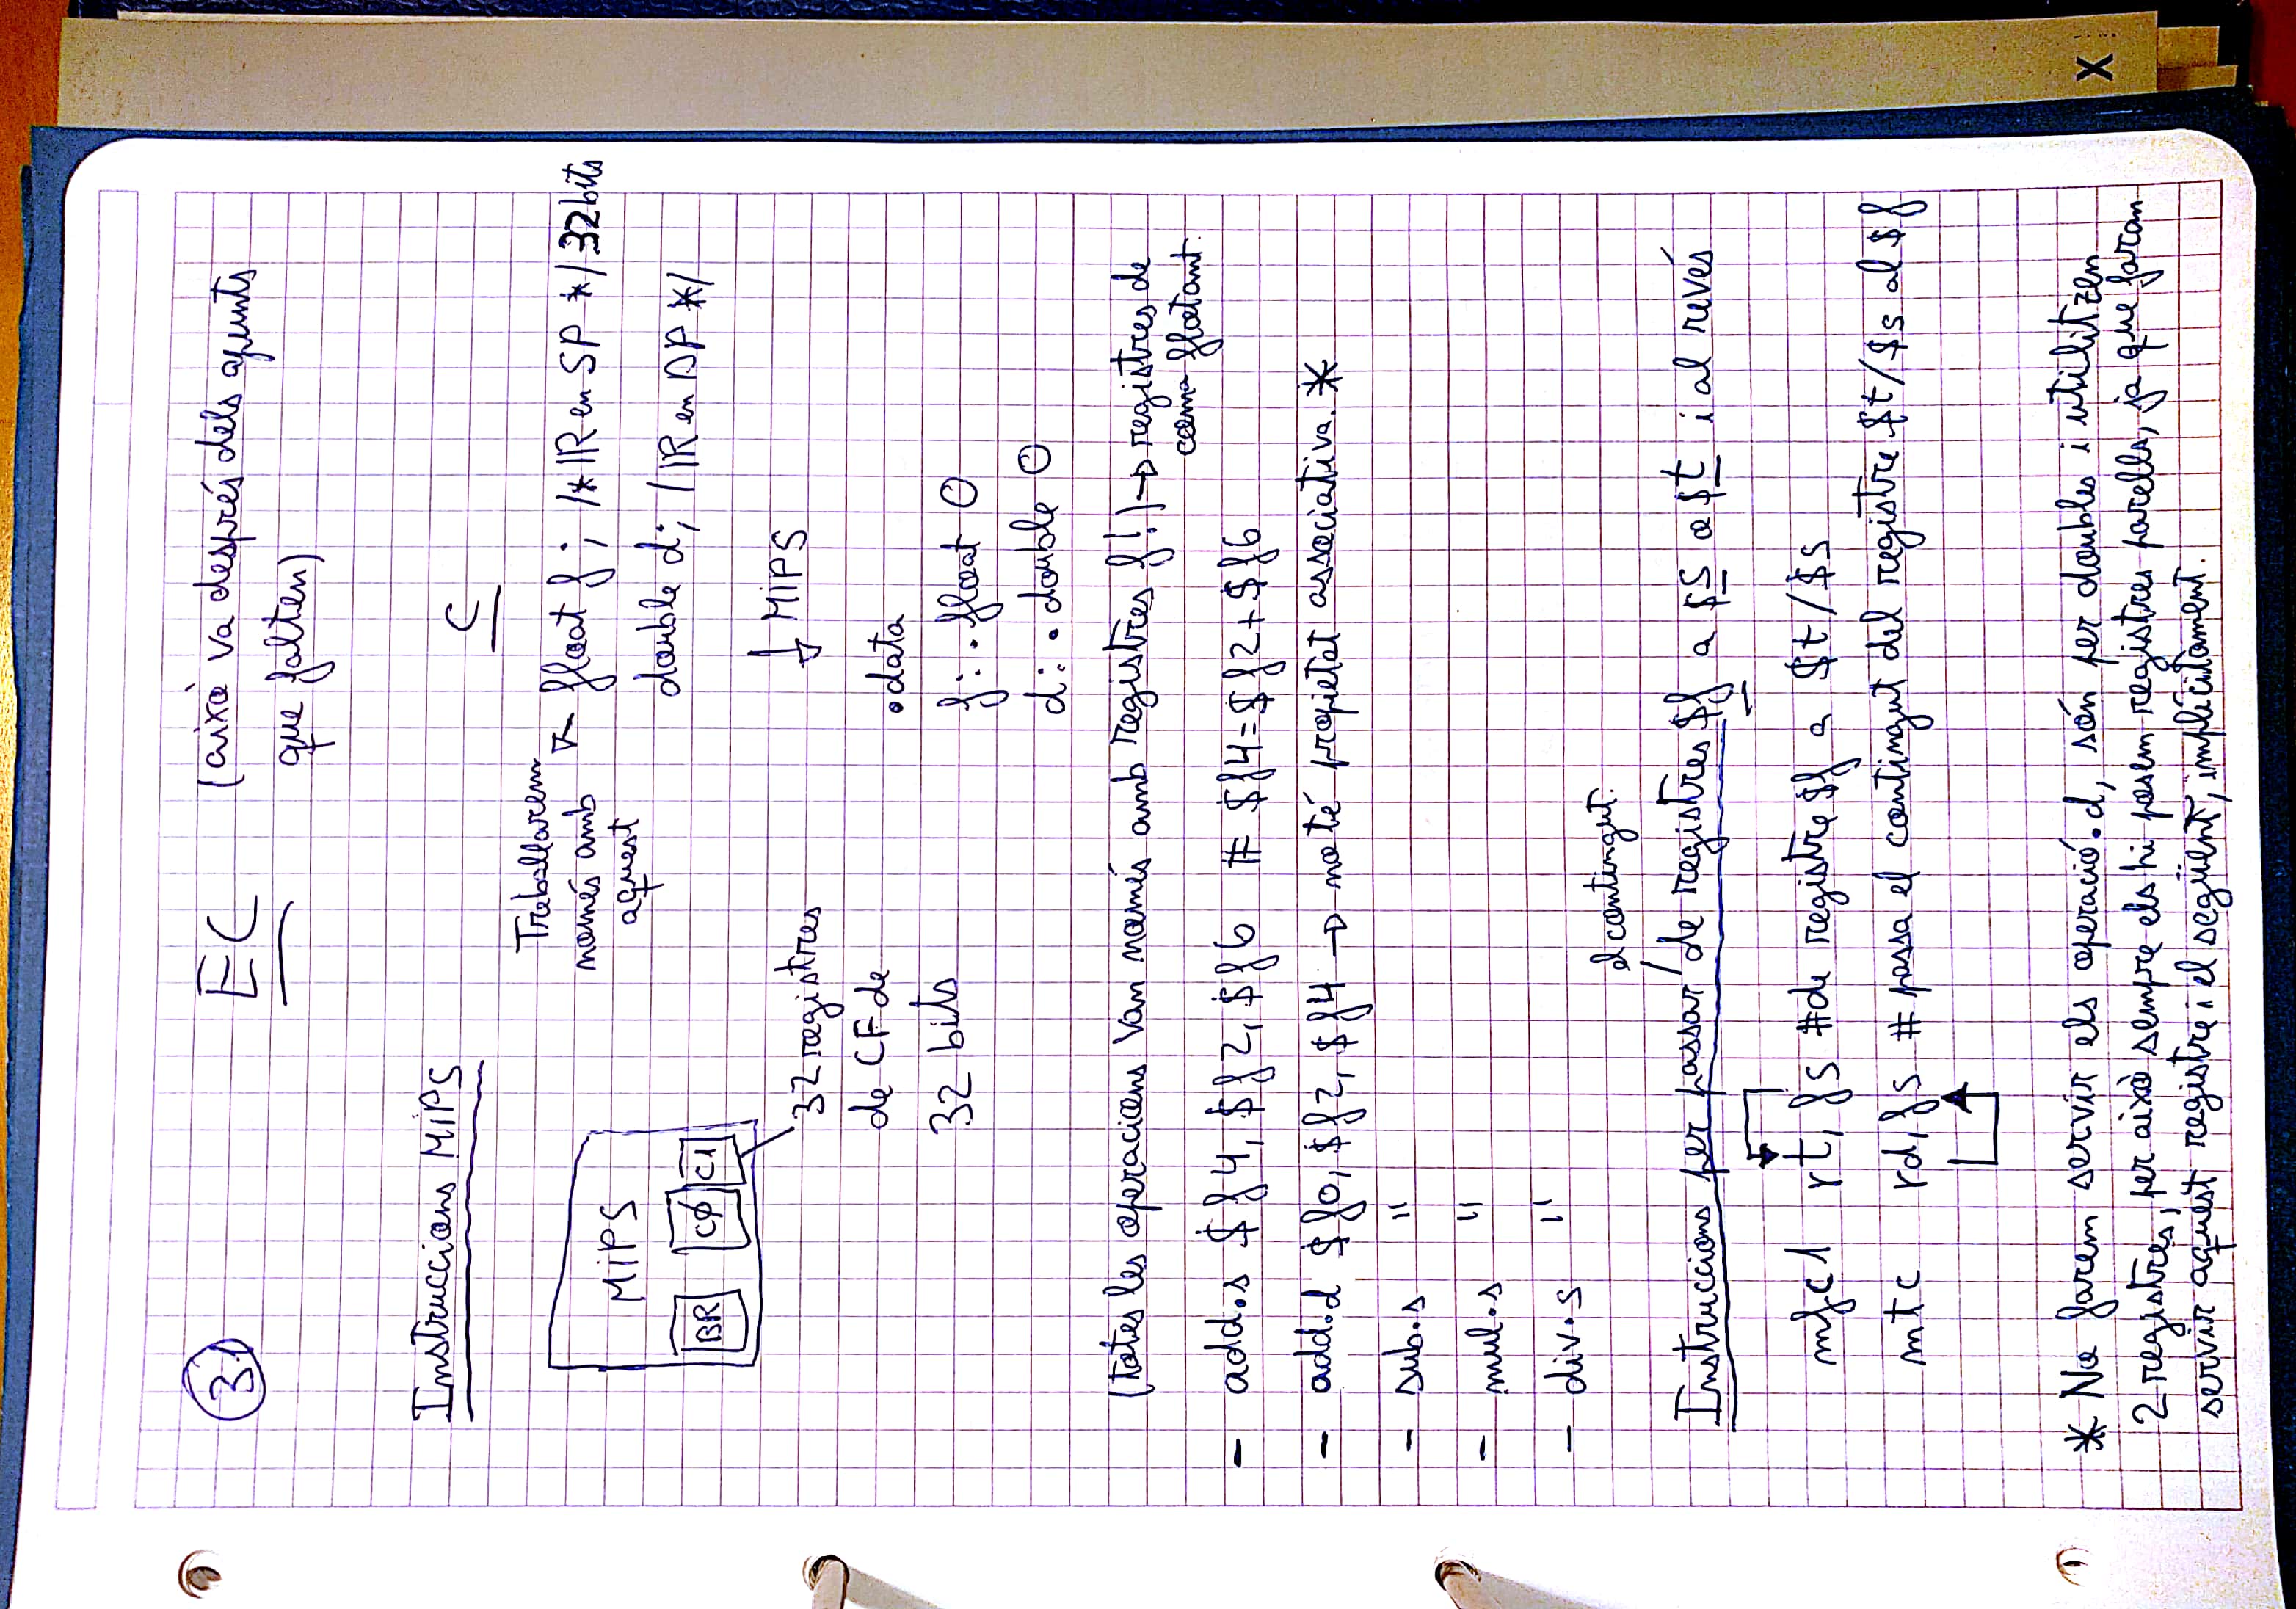 31
EC
(això va després dels apunts
que falten)
Instruccions MIPS
C
Treballarem
només amb
aquest
float f; /* IR en SP */ 32 bits
double d; / IR en DP */
MIPS
BR CØ C1
32 registres
de CF de
32 bits
MIPS
.data
f: .float 0
d: .double 0
(totes les operacions van només amb registres f!) → registres de
coma flotant.
- add.s $f4, $f2, $f6 # $f4=$f2+$f6
- add.d $f0, $f2, $f4 → no té propietat associativa. *
- sub.s "
- mul.s "
- div.s "
el contingut.
Instruccions per passar de registres $f a $s o $t i al revés
mfc1 rt, fs #de registre $f a $t/$s
mtc rd, fs # passa el contingut del registre $t/$s al $f
* No farem servir els operació.d, són per doubles i utilitzen
2 registres, per això sempre els hi posem registres parells, ja que faran
servir aquest registre i el següent, implícitament.
X